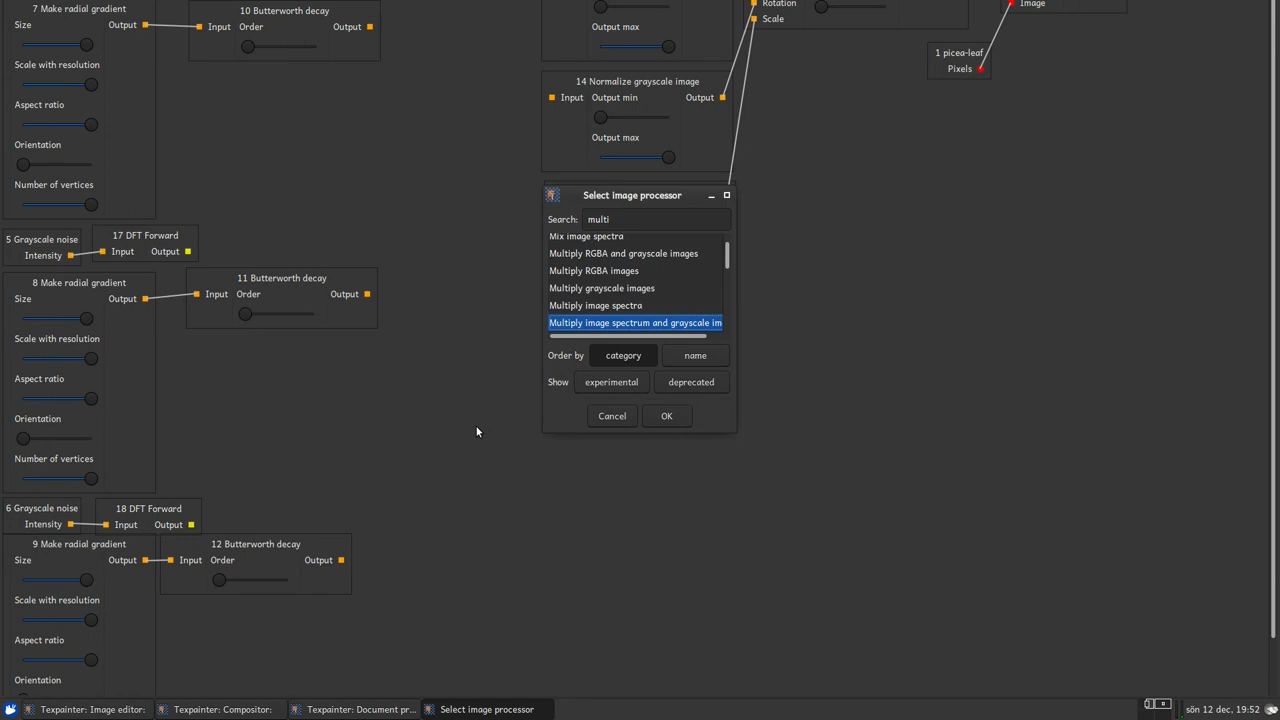 7 Make radial gradient
Size
Output
Scale with resolution
Aspect ratio
Orientation
Number of vertices
10 Butterworth decay
Input
Order
Output
Output max
14 Normalize grayscale image
Input
Output min
Output
Output max
Rotation
Scale
Image
1 picea-leaf
Pixels
5 Grayscale noise
Intensity
17 DFT Forward
Input
Output
8 Make radial gradient
Size
Output
Scale with resolution
Aspect ratio
Orientation
Number of vertices
11 Butterworth decay
Input
Order
Output
6 Grayscale noise
Intensity
18 DFT Forward
Input
Output
9 Make radial gradient
Size
Output
Scale with resolution
Aspect ratio
Orientation
12 Butterworth decay
Input
Order
Output
Select image processor
Search: multi
Mix image spectra
Multiply RGBA and grayscale images
Multiply RGBA images
Multiply grayscale images
Multiply image spectra
Multiply image spectrum and grayscale im
Order by category name
Show experimental deprecated
Cancel OK
Texpainter: Image editor:
Texpainter: Compositor:
Texpainter: Document pr...
Select image processor
sön 12 dec, 19:52